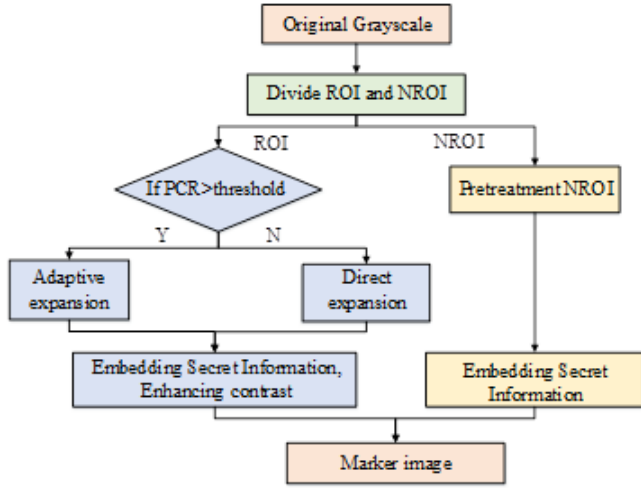 Original Grayscale
Divide ROI and NROI
ROI
NROI
If PCR>threshold
Pretreatment NROI
Y
N
Adaptive
expansion
Direct
expansion
Embedding Secret Information,
Enhancing contrast
Embedding Secret
Information
Marker image